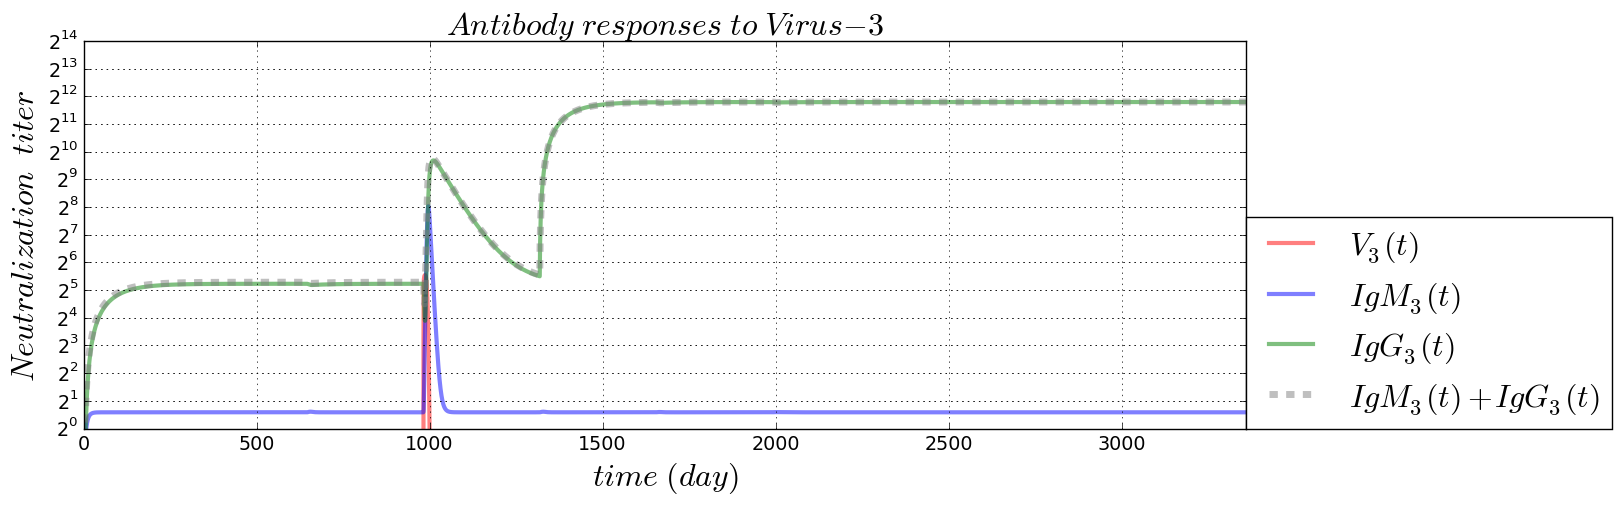 Antibody responses to Virus−3
Neutralization titer
2^14
2^13
2^12
2^11
2^10
2^9
2^8
2^7
2^6
2^5
2^4
2^3
2^2
2^1
2^0
0 500 1000 1500 2000 2500 3000
time (day)
V_3(t)
IgM_3(t)
IgG_3(t)
IgM_3(t)+IgG_3(t)